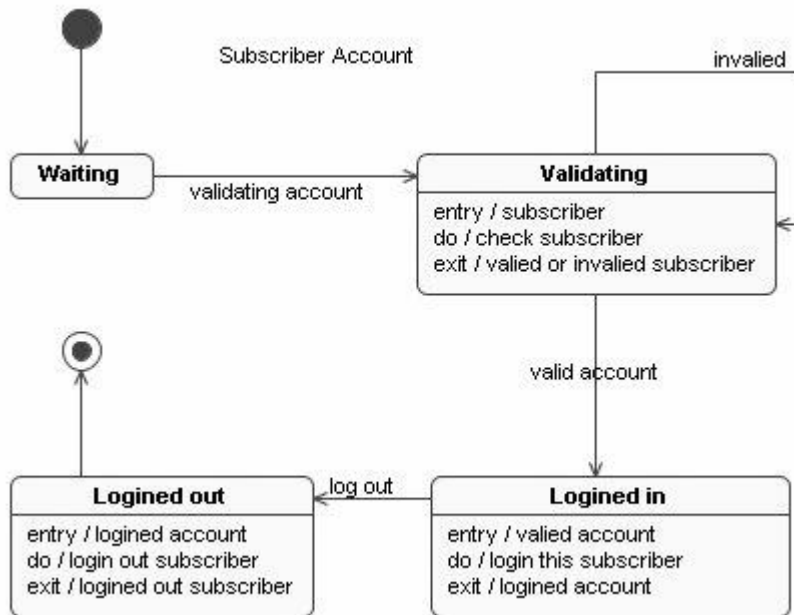 Subscriber Account
invalied
Waiting
validating account
Validating
entry / subscriber
do / check subscriber
exit / valied or invalied subscriber
valid account
Logined out
entry / logined account
do / login out subscriber
exit / logined out subscriber
log out
Logined in
entry / valied account
do / login this subscriber
exit / logined account